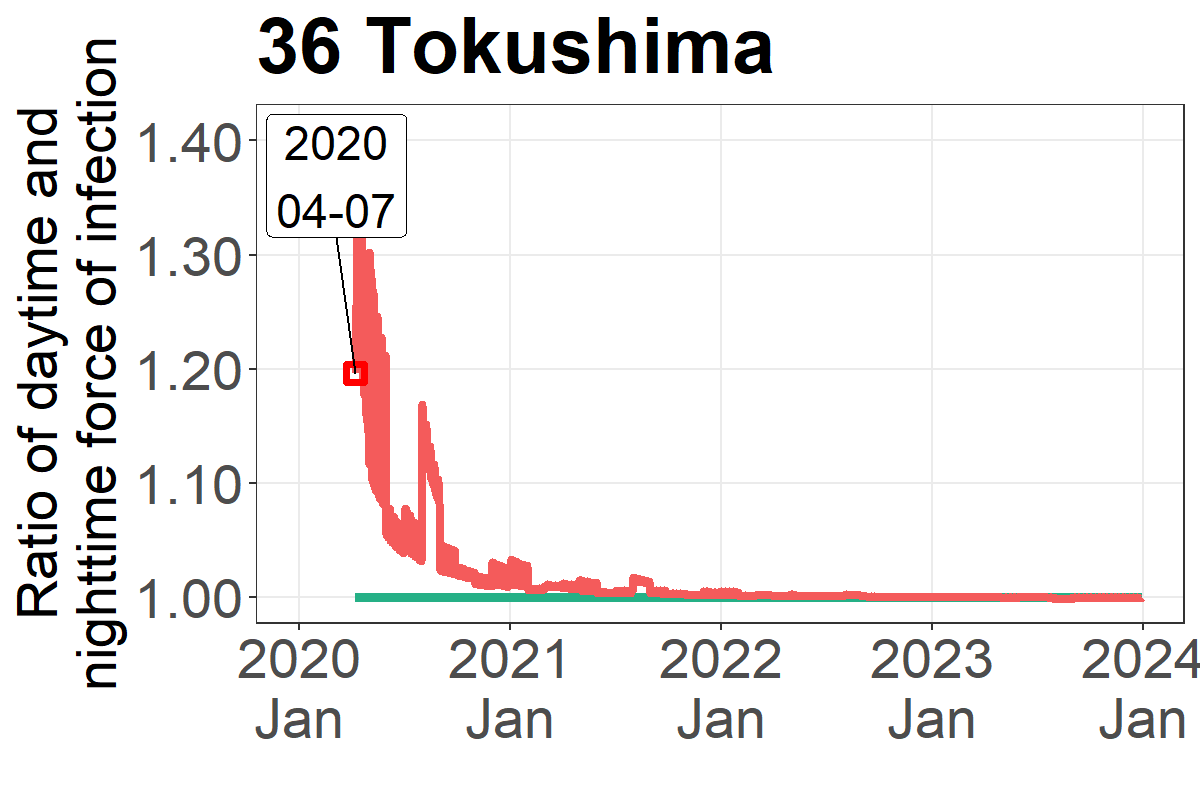 36 Tokushima
Ratio of daytime and
nighttime force of infection
1.40
1.30
1.20
1.10
1.00
2020
04-07
2020
Jan
2021
Jan
2022
Jan
2023
Jan
2024
Jan